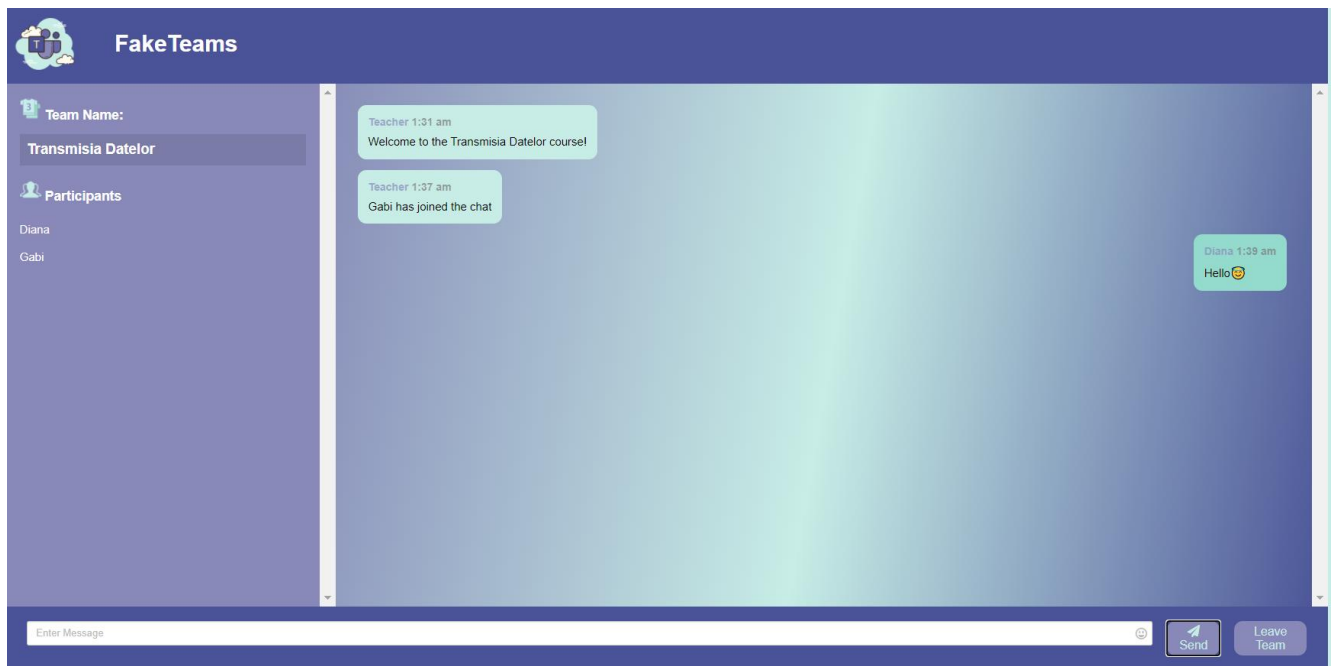 FakeTeams
Team Name:
Transmisia Datelor
Participants
Diana
Gabi
Teacher 1:31 am
Welcome to the Transmisia Datelor course!
Teacher 1:37 am
Gabi has joined the chat
Diana 1:39 am
Hello😇
Enter Message
Send
Leave
Team